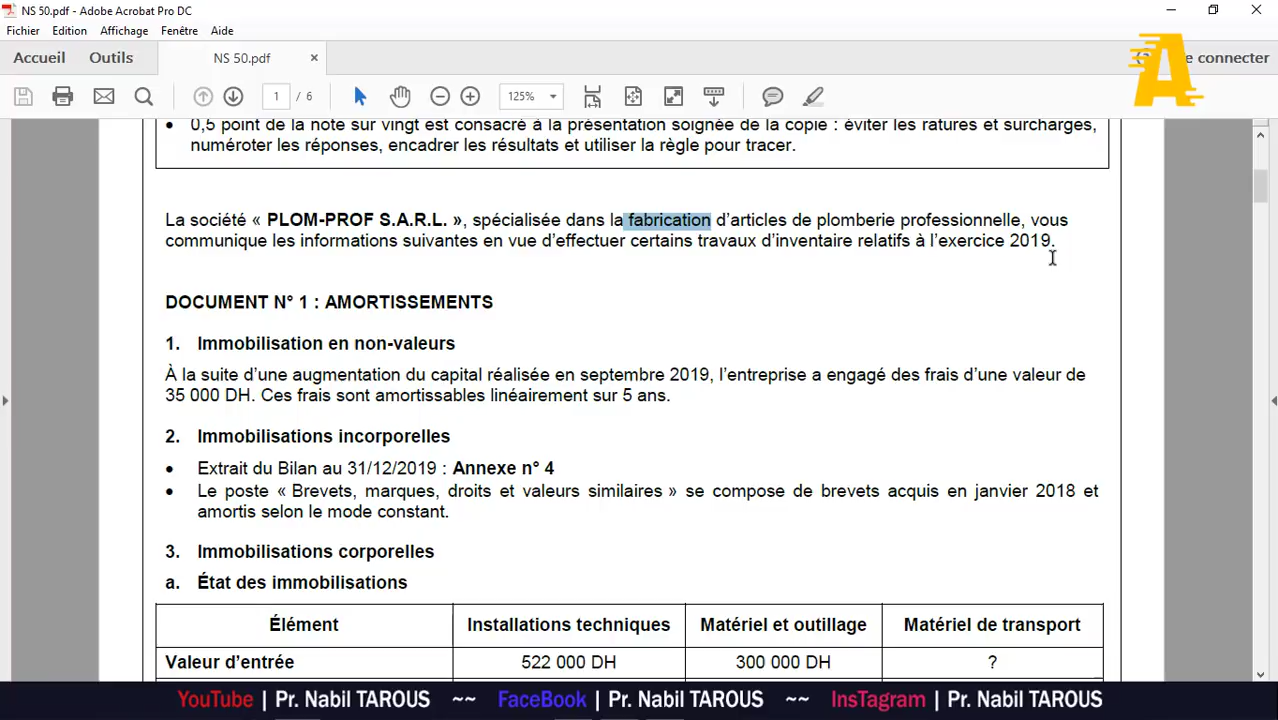 NS 50.pdf - Adobe Acrobat Pro DC
Fichier Edition Affichage Fenêtre Aide
Accueil Outils NS 50.pdf × e connecter
A
1 / 6 125%
• 0,5 point de la note sur vingt est consacré à la présentation soignée de la copie : éviter les ratures et surcharges,
numéroter les réponses, encadrer les résultats et utiliser la règle pour tracer.
La société « PLOM-PROF S.A.R.L. », spécialisée dans la fabrication d’articles de plomberie professionnelle, vous
communique les informations suivantes en vue d’effectuer certains travaux d’inventaire relatifs à l’exercice 2019.
DOCUMENT N° 1 : AMORTISSEMENTS
1. Immobilisation en non-valeurs
À la suite d’une augmentation du capital réalisée en septembre 2019, l’entreprise a engagé des frais d’une valeur de
35 000 DH. Ces frais sont amortissables linéairement sur 5 ans.
2. Immobilisations incorporelles
• Extrait du Bilan au 31/12/2019 : Annexe n° 4
• Le poste « Brevets, marques, droits et valeurs similaires » se compose de brevets acquis en janvier 2018 et
amortis selon le mode constant.
3. Immobilisations corporelles
a. État des immobilisations
Élément Installations techniques Matériel et outillage Matériel de transport
Valeur d’entrée 522 000 DH 300 000 DH ?
YouTube | Pr. Nabil TAROUS ~~ FaceBook | Pr. Nabil TAROUS ~~ InsTagram | Pr. Nabil TAROUS